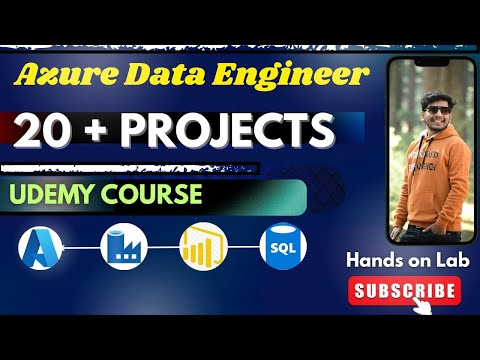 Azure Data Engineer
20 + PROJECTS
UDEMY COURSE
SQL
Hands on Lab
SUBSCRIBE